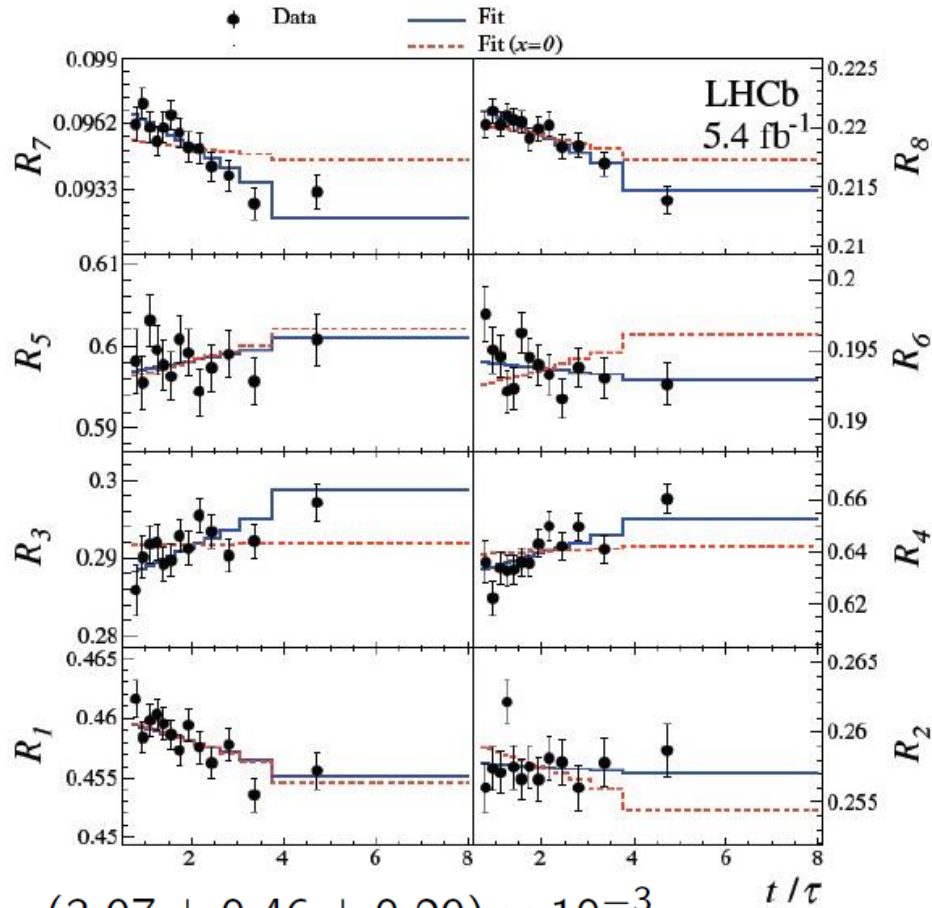 Data Fit
Fit (x=0)
LHCb
5.4 fb⁻¹
R₇ 0.099 0.0962 0.0933
R₈ 0.225 0.22 0.215 0.21
R₅ 0.61 0.6 0.59
R₆ 0.2 0.195 0.19
R₃ 0.3 0.29 0.28
R₄ 0.66 0.64 0.62
R₁ 0.465 0.46 0.455 0.45
R₂ 0.265 0.26 0.255
2 4 6 8 2 4 6 8
t / τ